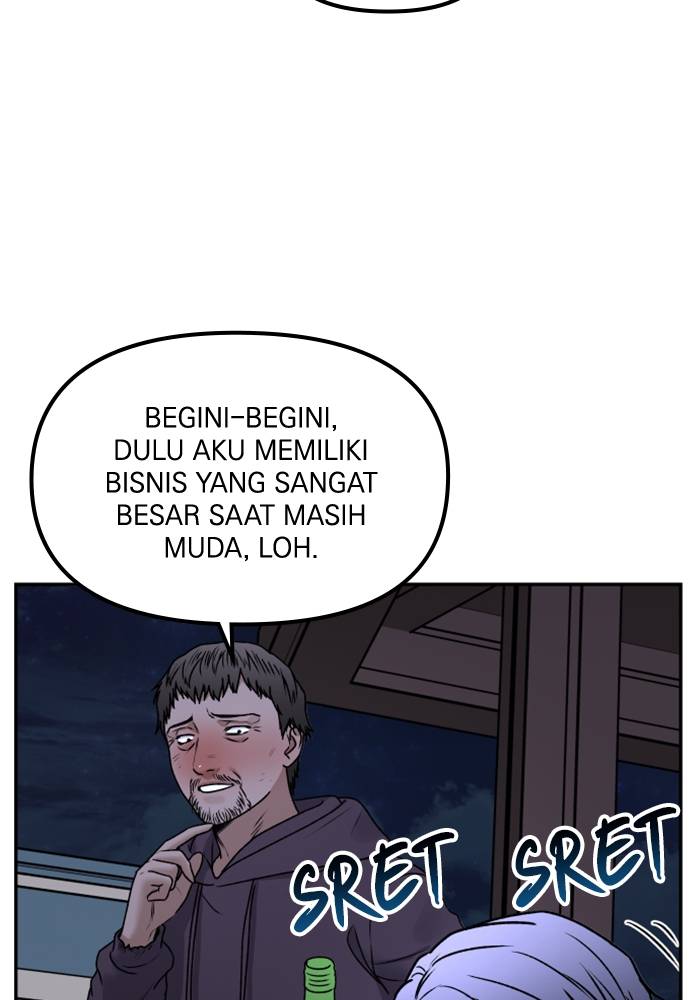 BEGINI-BEGINI,
DULU AKU MEMILIKI
BISNIS YANG SANGAT
BESAR SAAT MASIH
MUDA, LOH.
SRET SRET